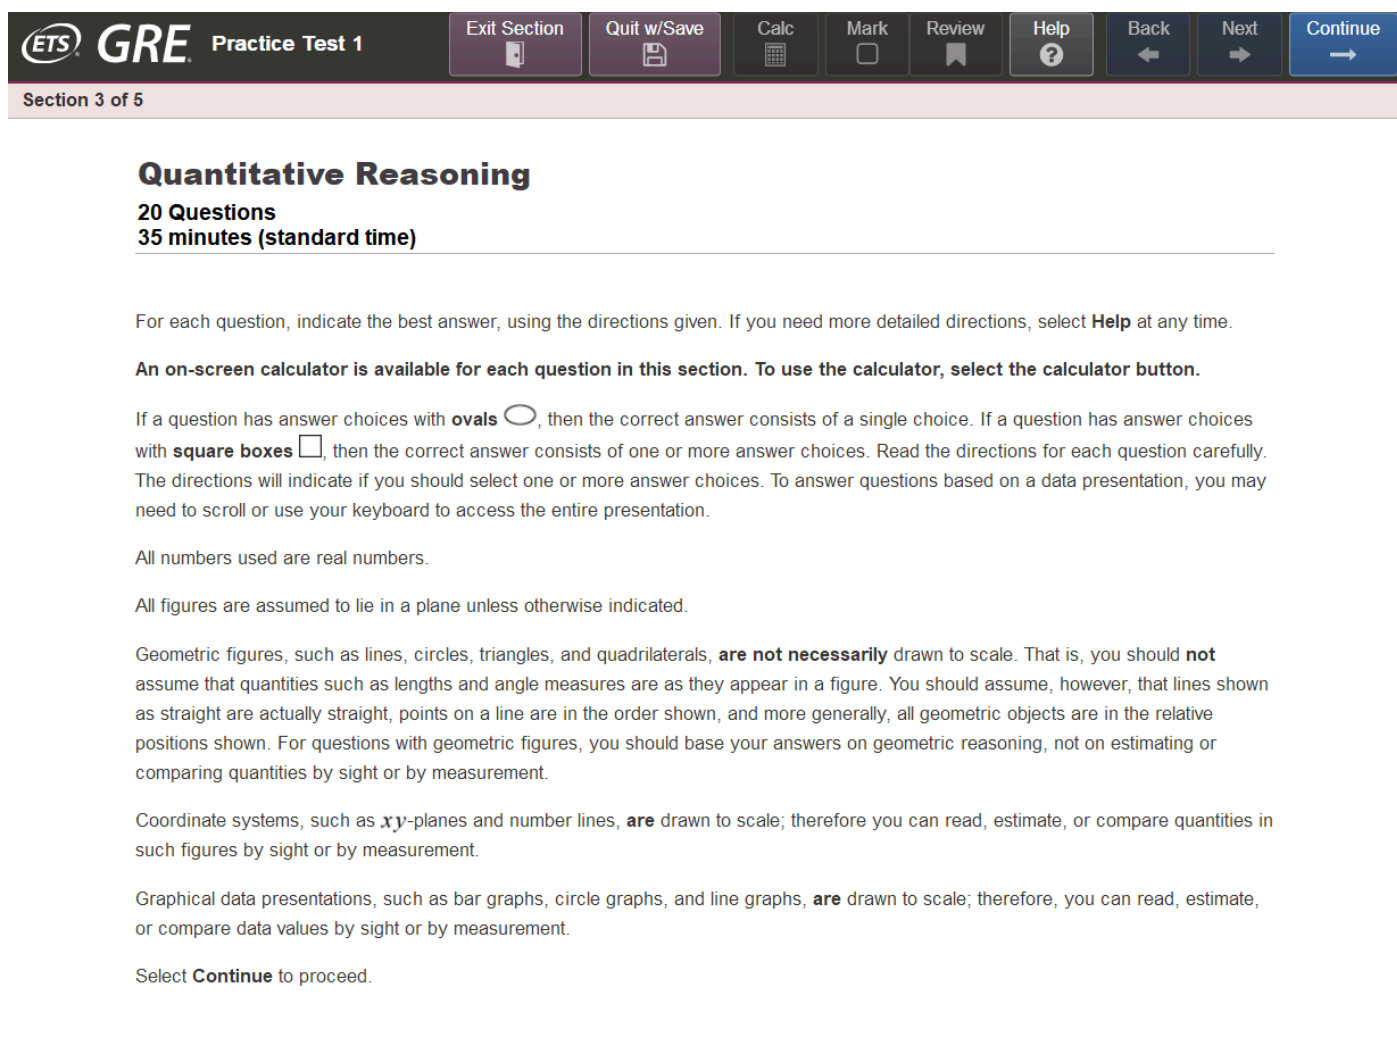 ETS GRE Practice Test 1 Exit Section Quit w/Save Calc Mark Review Help Back Next Continue
Section 3 of 5
Quantitative Reasoning
20 Questions
35 minutes (standard time)
For each question, indicate the best answer, using the directions given. If you need more detailed directions, select Help at any time.
An on-screen calculator is available for each question in this section. To use the calculator, select the calculator button.
If a question has answer choices with ovals , then the correct answer consists of a single choice. If a question has answer choices
with square boxes , then the correct answer consists of one or more answer choices. Read the directions for each question carefully.
The directions will indicate if you should select one or more answer choices. To answer questions based on a data presentation, you may
need to scroll or use your keyboard to access the entire presentation.
All numbers used are real numbers.
All figures are assumed to lie in a plane unless otherwise indicated.
Geometric figures, such as lines, circles, triangles, and quadrilaterals, are not necessarily drawn to scale. That is, you should not
assume that quantities such as lengths and angle measures are as they appear in a figure. You should assume, however, that lines shown
as straight are actually straight, points on a line are in the order shown, and more generally, all geometric objects are in the relative
positions shown. For questions with geometric figures, you should base your answers on geometric reasoning, not on estimating or
comparing quantities by sight or by measurement.
Coordinate systems, such as xy-planes and number lines, are drawn to scale; therefore you can read, estimate, or compare quantities in
such figures by sight or by measurement.
Graphical data presentations, such as bar graphs, circle graphs, and line graphs, are drawn to scale; therefore, you can read, estimate,
or compare data values by sight or by measurement.
Select Continue to proceed.